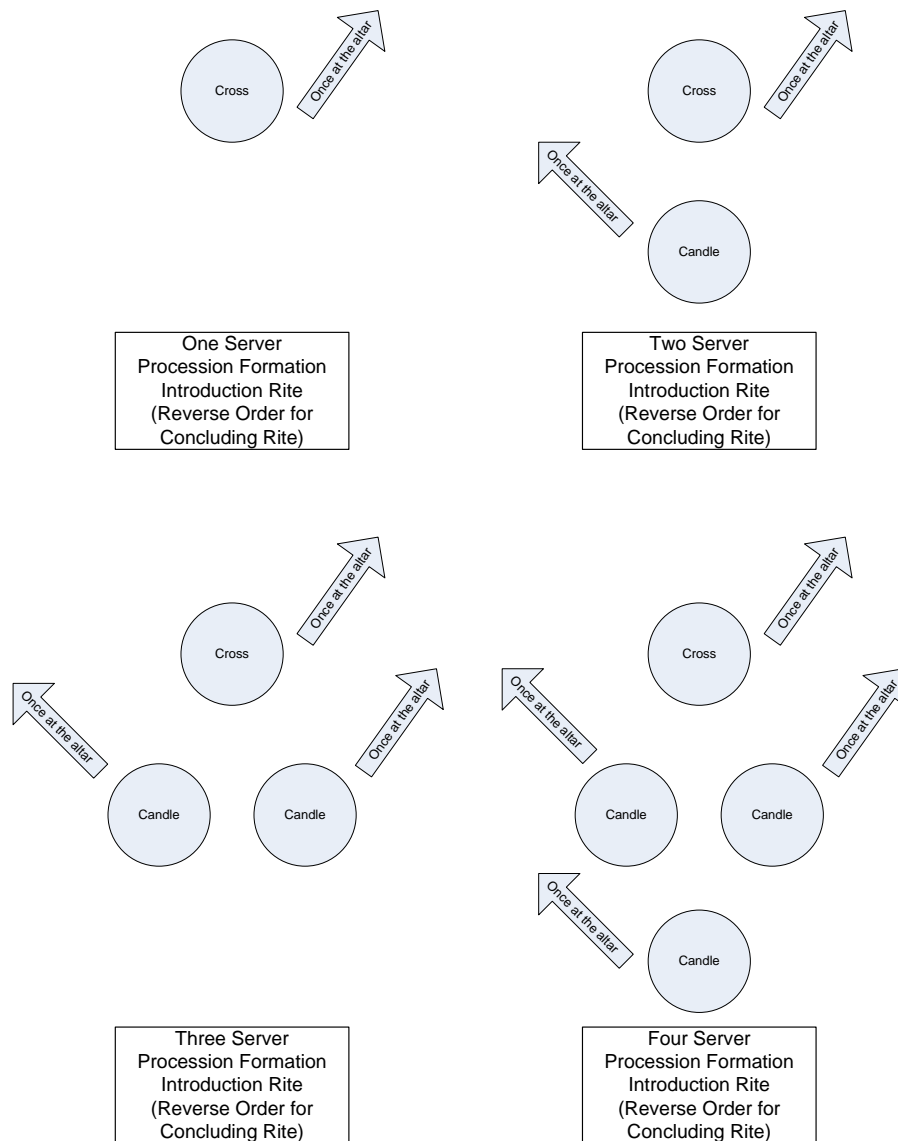 Cross
Once at the altar
Cross
Once at the altar
Once at the altar
Candle
One Server
Procession Formation
Introduction Rite
(Reverse Order for
Concluding Rite)
Two Server
Procession Formation
Introduction Rite
(Reverse Order for
Concluding Rite)
Cross
Once at the altar
Once at the altar
Once at the altar
Candle
Candle
Cross
Once at the altar
Once at the altar
Once at the altar
Candle
Candle
Once at the altar
Candle
Three Server
Procession Formation
Introduction Rite
(Reverse Order for
Concluding Rite)
Four Server
Procession Formation
Introduction Rite
(Reverse Order for
Concluding Rite)